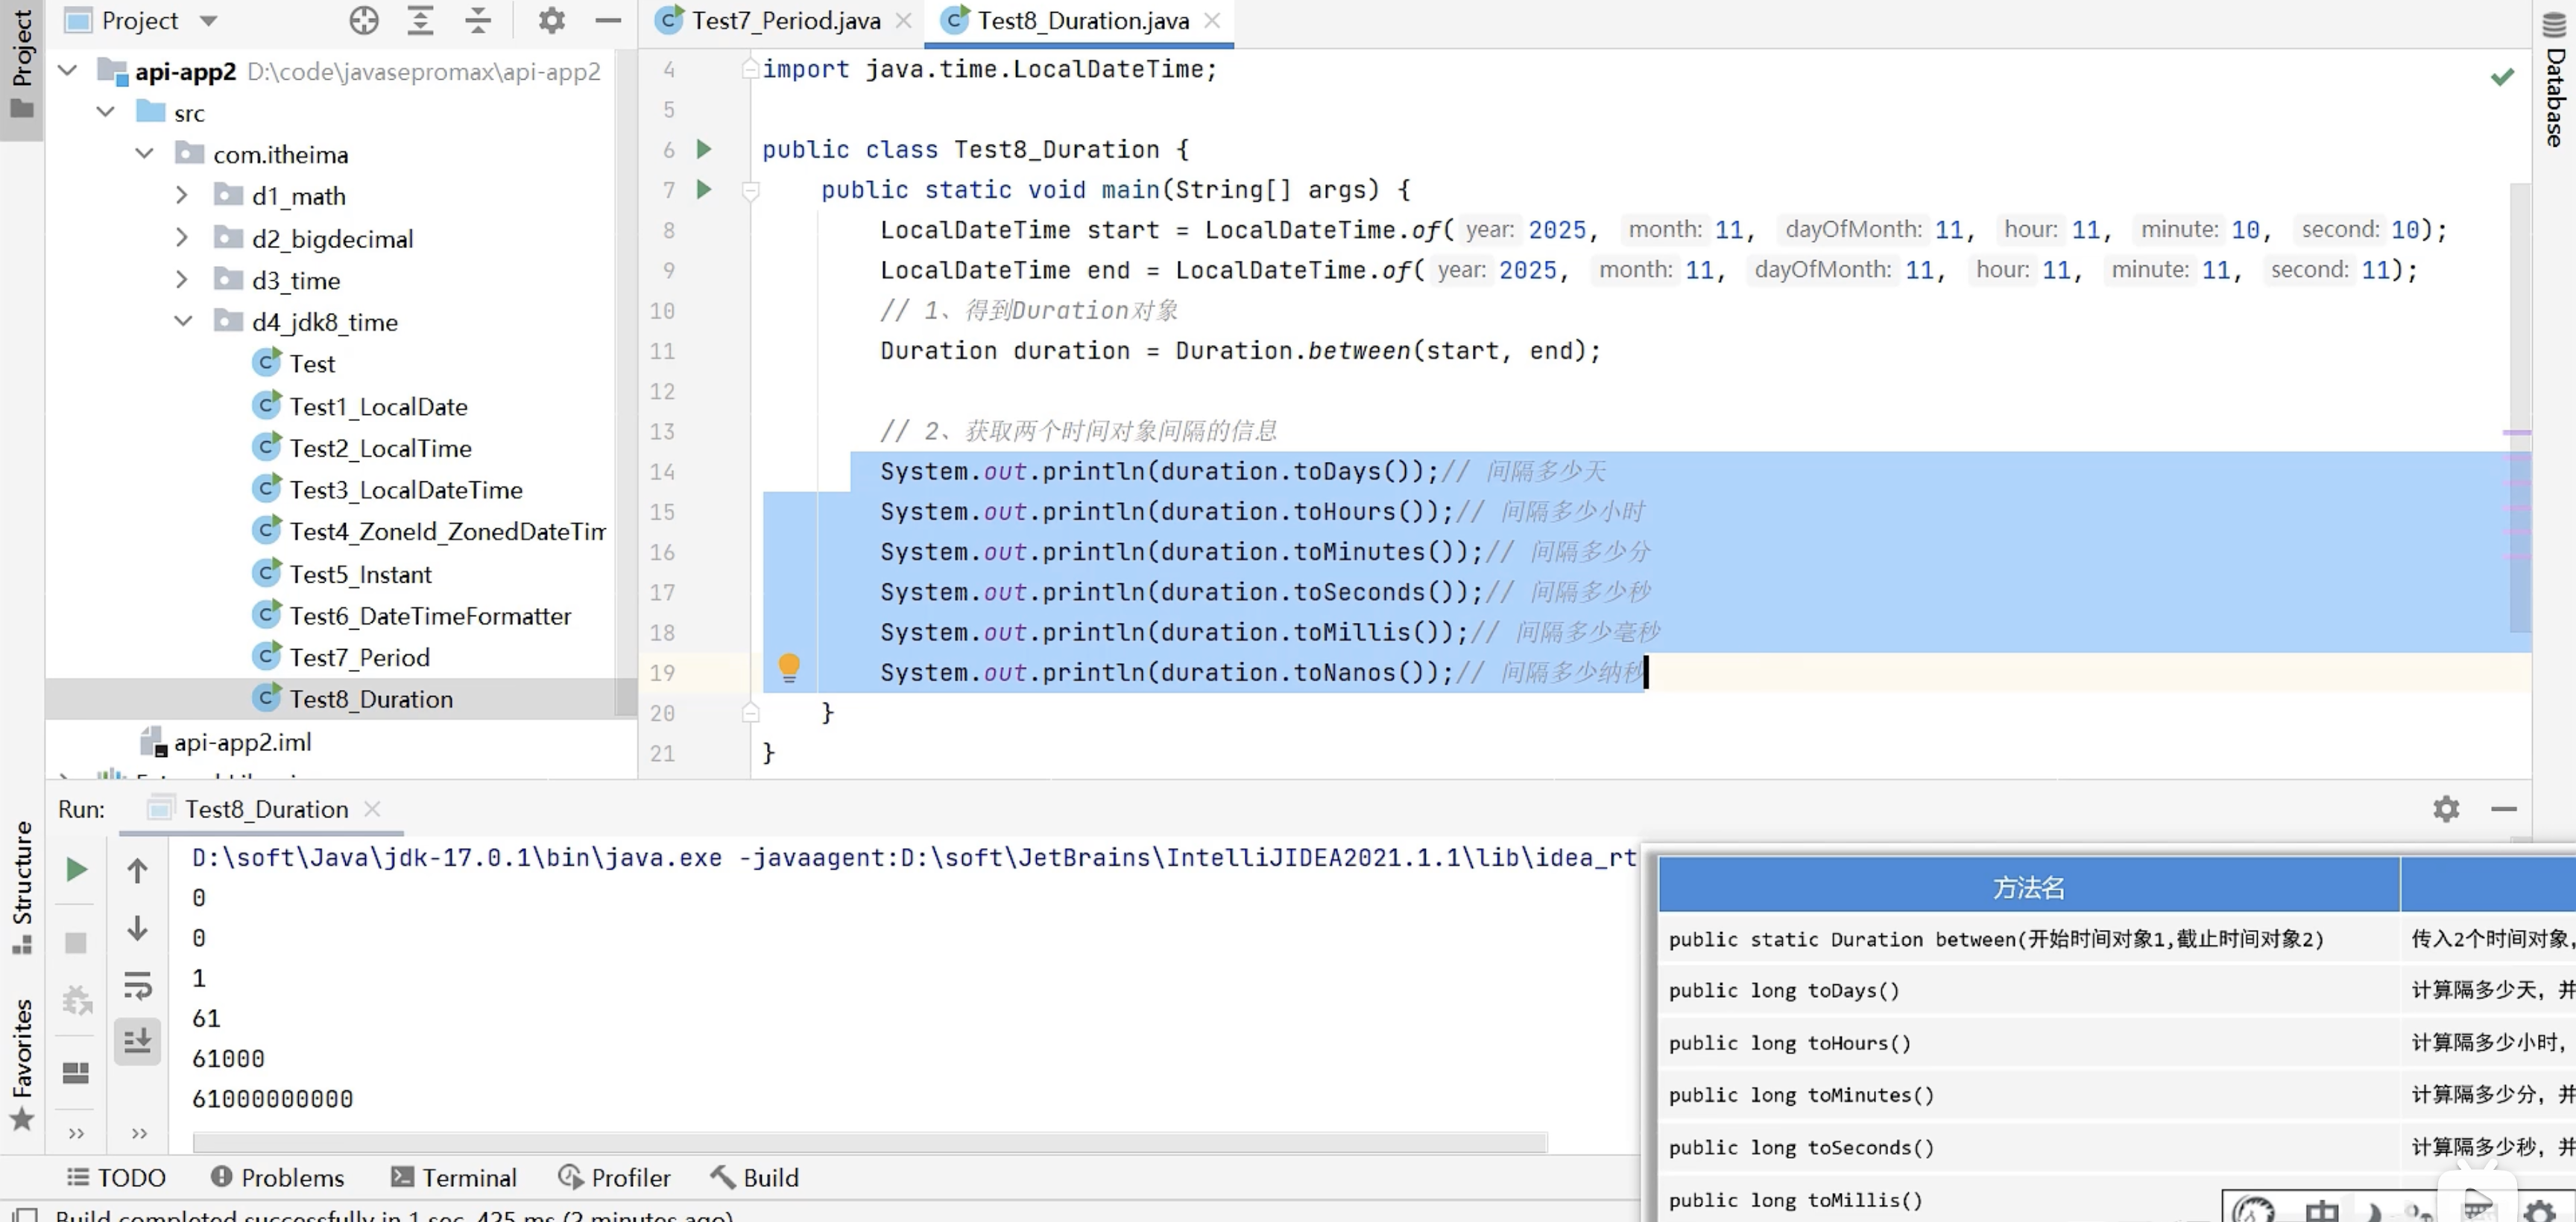 Project
Test7_Period.java
Test8_Duration.java
Project
Database
api-app2 D:\code\javasepromax\api-app2
src
com.itheima
d1_math
d2_bigdecimal
d3_time
d4_jdk8_time
Test
Test1_LocalDate
Test2_LocalTime
Test3_LocalDateTime
Test4_ZoneId_ZonedDateTim
Test5_Instant
Test6_DateTimeFormatter
Test7_Period
Test8_Duration
api-app2.iml
4 import java.time.LocalDateTime;
5
6 public class Test8_Duration {
7 public static void main(String[] args) {
8 LocalDateTime start = LocalDateTime.of( year: 2025, month: 11, dayOfMonth: 11, hour: 11, minute: 10, second: 10);
9 LocalDateTime end = LocalDateTime.of( year: 2025, month: 11, dayOfMonth: 11, hour: 11, minute: 11, second: 11);
10 // 1、得到Duration对象
11 Duration duration = Duration.between(start, end);
12
13 // 2、获取两个时间对象间隔的信息
14 System.out.println(duration.toDays());// 间隔多少天
15 System.out.println(duration.toHours());// 间隔多少小时
16 System.out.println(duration.toMinutes());// 间隔多少分
17 System.out.println(duration.toSeconds());// 间隔多少秒
18 System.out.println(duration.toMillis());// 间隔多少毫秒
19 System.out.println(duration.toNanos());// 间隔多少纳秒
20 }
21 }
Run: Test8_Duration
Structure
Favorites
D:\soft\Java\jdk-17.0.1\bin\java.exe -javaagent:D:\soft\JetBrains\IntelliJIDEA2021.1.1\lib\idea_rt
0
0
1
61
61000
61000000000
方法名
public static Duration between(开始时间对象1,截止时间对象2) 传入2个时间对象,
public long toDays() 计算隔多少天，并
public long toHours() 计算隔多少小时，
public long toMinutes() 计算隔多少分，并
public long toSeconds() 计算隔多少秒，并
public long toMillis()
TODO Problems Terminal Profiler Build
Build completed successfully in 1 sec, 425 ms (2 minutes ago)
中